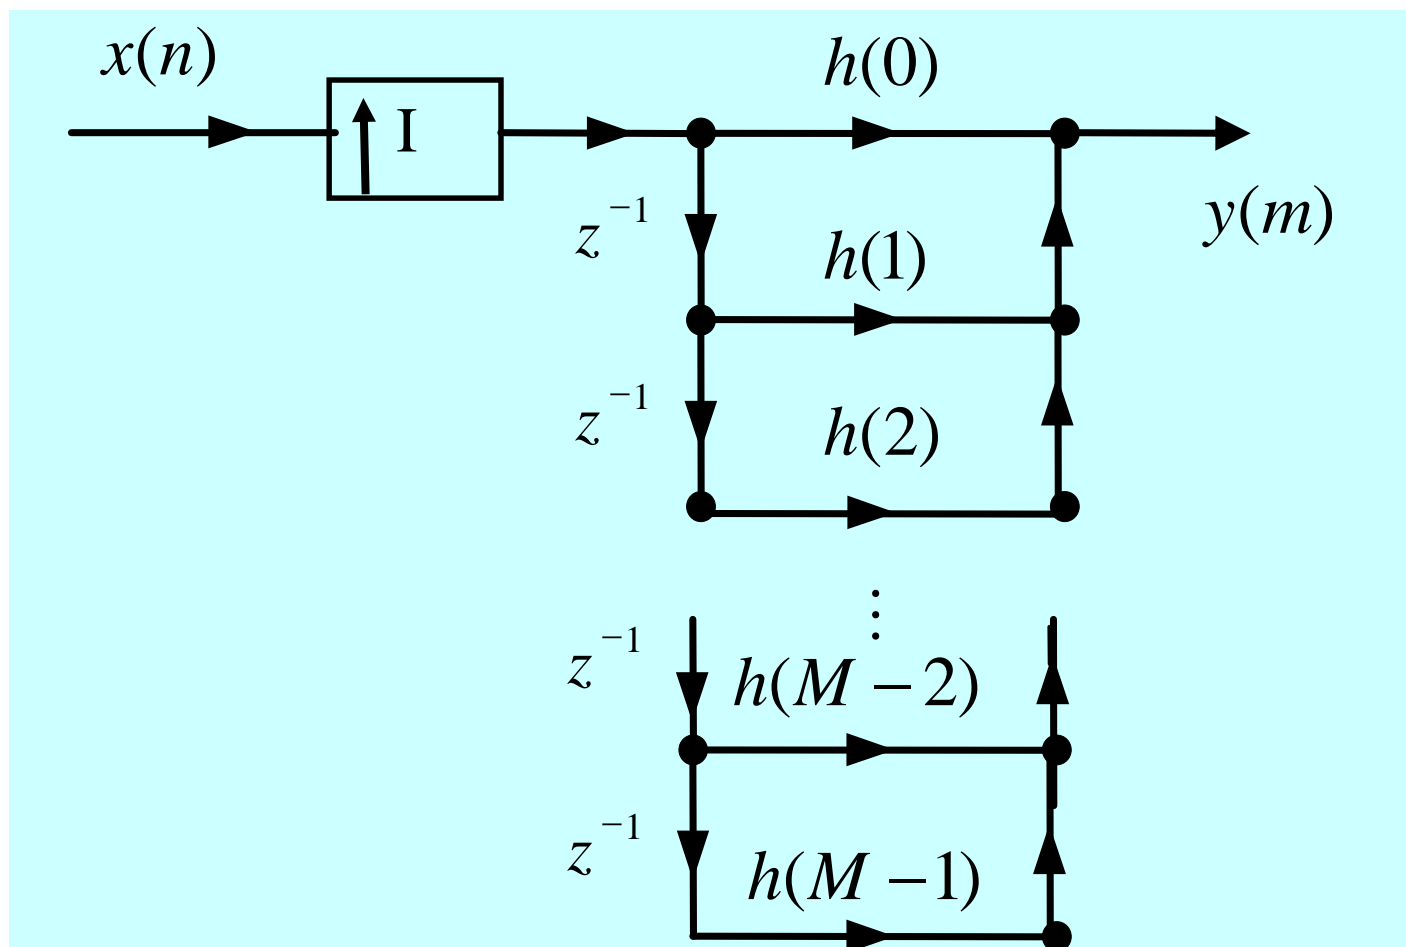 x(n)
I
h(0)
y(m)
z⁻¹
h(1)
z⁻¹
h(2)
⋮
z⁻¹
h(M − 2)
z⁻¹
h(M − 1)